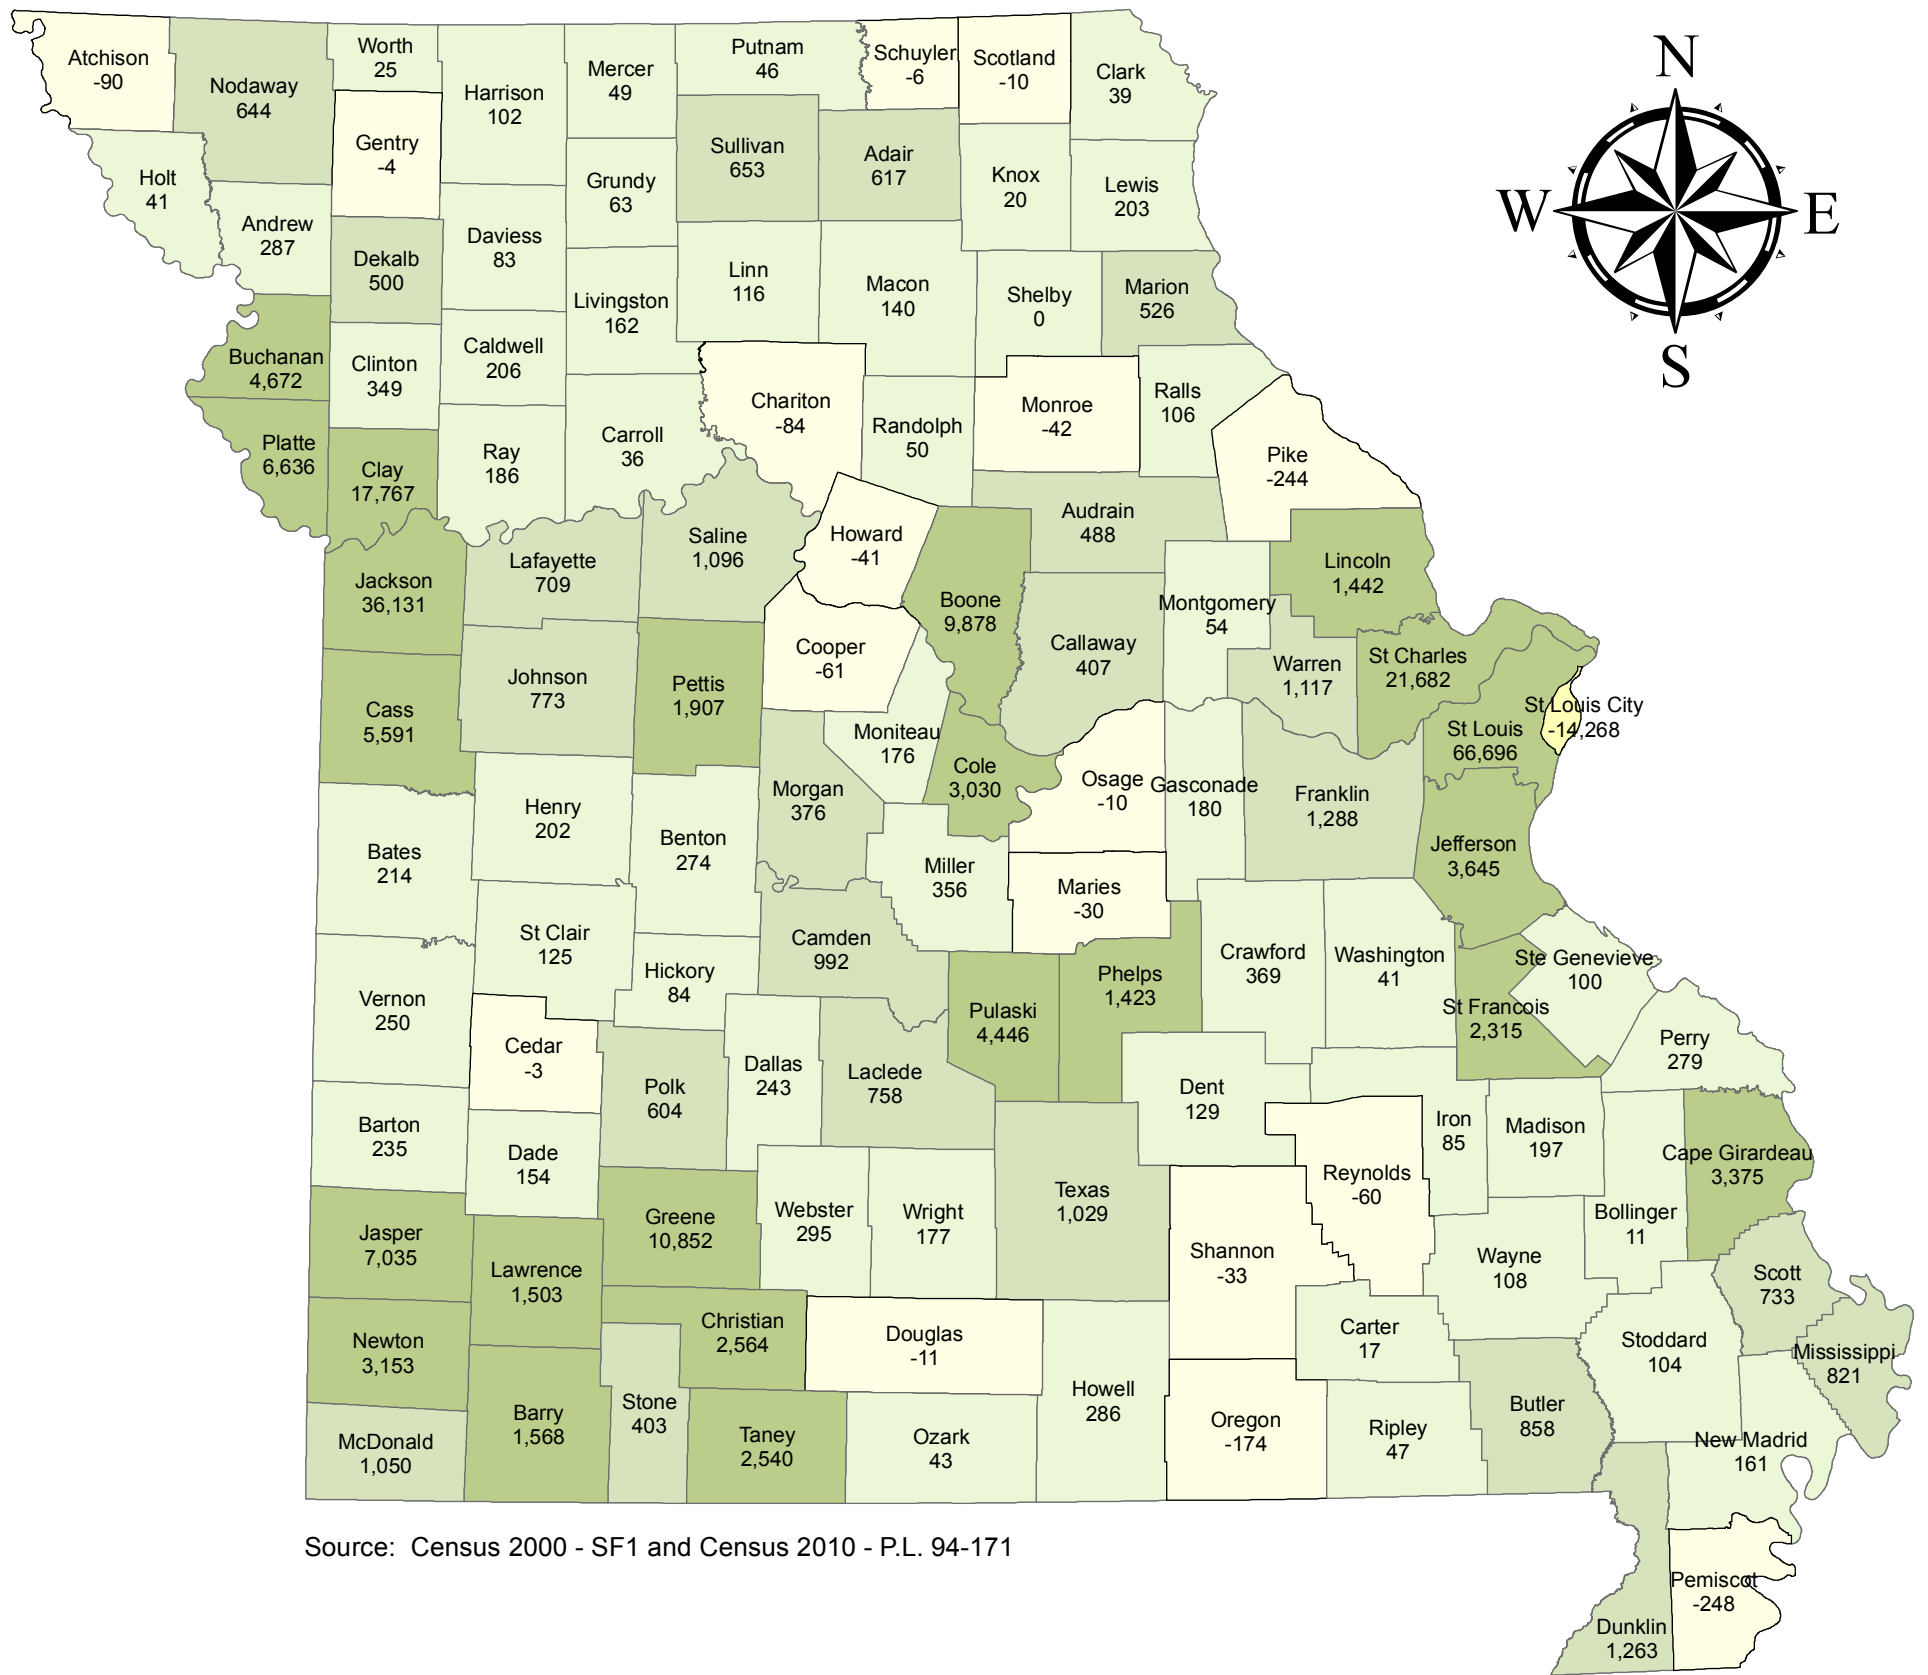 N
W
E
S
Atchison
-90
Nodaway
644
Worth
25
Harrison
102
Mercer
49
Putnam
46
Schuyler
-6
Scotland
-10
Clark
39
Gentry
-4
Holt
41
Andrew
287
Dekalb
500
Daviess
83
Grundy
63
Sullivan
653
Adair
617
Knox
20
Lewis
203
Livingston
162
Linn
116
Macon
140
Shelby
0
Marion
526
Buchanan
4,672
Clinton
349
Caldwell
206
Chariton
-84
Randolph
50
Monroe
-42
Ralls
106
Pike
-244
Platte
6,636
Clay
17,767
Ray
186
Carroll
36
Saline
1,096
Howard
-41
Audrain
488
Lincoln
1,442
Jackson
36,131
Lafayette
709
Boone
9,878
Callaway
407
Montgomery
54
Warren
1,117
St Charles
21,682
St Louis City
-14,268
St Louis
66,696
Cass
5,591
Johnson
773
Pettis
1,907
Cooper
-61
Moniteau
176
Cole
3,030
Osage
-10
Gasconade
180
Franklin
1,288
Jefferson
3,645
Bates
214
Henry
202
Benton
274
Morgan
376
Miller
356
Maries
-30
St Clair
125
Hickory
84
Camden
992
Pulaski
4,446
Phelps
1,423
Crawford
369
Washington
41
Ste Genevieve
100
St Francois
2,315
Perry
279
Vernon
250
Cedar
-3
Polk
604
Dallas
243
Laclede
758
Dent
129
Iron
85
Madison
197
Cape Girardeau
3,375
Barton
235
Dade
154
Greene
10,852
Webster
295
Wright
177
Texas
1,029
Reynolds
-60
Shannon
-33
Wayne
108
Bollinger
11
Scott
733
Jasper
7,035
Lawrence
1,503
Christian
2,564
Douglas
-11
Carter
17
Stoddard
104
Mississippi
821
Newton
3,153
Barry
1,568
Stone
403
Taney
2,540
Ozark
43
Howell
286
Oregon
-174
Ripley
47
Butler
858
New Madrid
161
McDonald
1,050
Pemiscot
-248
Dunklin
1,263
Source: Census 2000 - SF1 and Census 2010 - P.L. 94-171